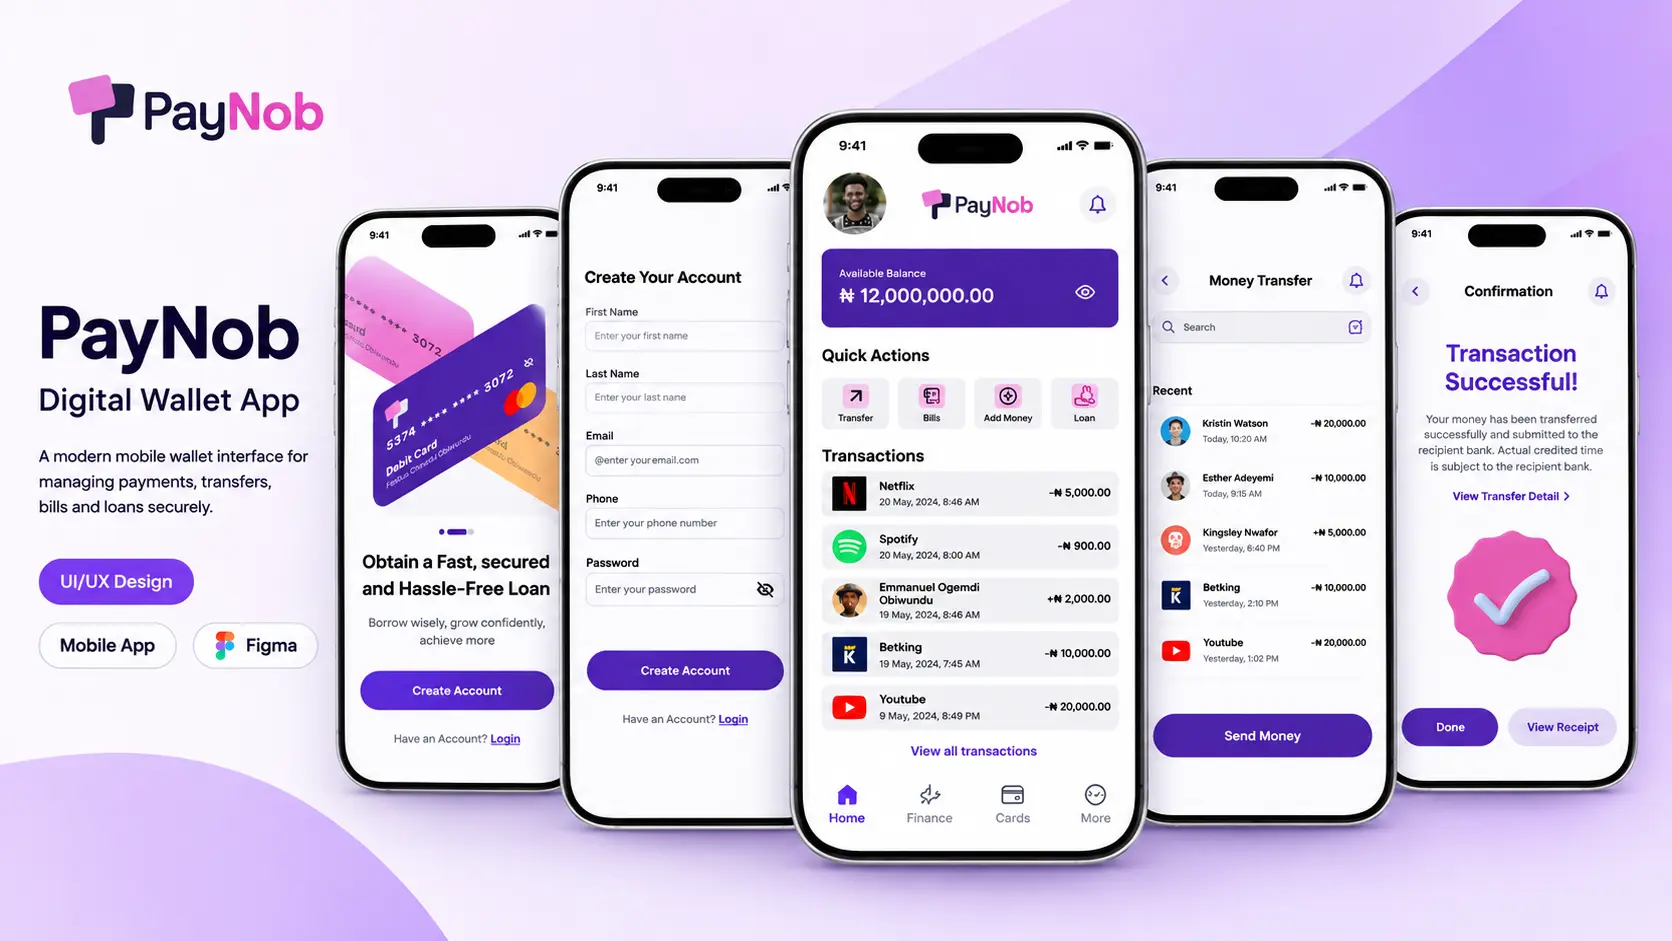 PayNob
PayNob
Digital Wallet App
A modern mobile wallet interface for
managing payments, transfers,
bills and loans securely.
UI/UX Design
Mobile App
Figma
9:41
3072
5374 **** **** 3072
Debit Card
Obtain a Fast, secured
and Hassle-Free Loan
Borrow wisely, grow confidently,
achieve more
Create Account
Have an Account? Login
9:41
Create Your Account
First Name
Enter your first name
Last Name
Enter your last name
Email
@enter youremail.com
Phone
Enter your phone number
Password
Enter your password
Create Account
Have an Account? Login
9:41
PayNob
Available Balance
₦ 12,000,000.00
Quick Actions
Transfer
Bills
Add Money
Loan
Transactions
Netflix
20 May, 2024, 8:46 AM
-₦ 5,000.00
Spotify
20 May, 2024, 8:00 AM
-₦ 900.00
Emmanuel Ogemdi
Obiwundu
19 May, 2024, 8:46 AM
+₦ 2,000.00
Betking
19 May, 2024, 7:45 AM
-₦ 10,000.00
Youtube
9 May, 2024, 8:49 PM
-₦ 20,000.00
View all transactions
Home
Finance
Cards
More
9:41
Money Transfer
Search
Recent
Kristin Watson
Today, 10:20 AM
-₦ 20,000.00
Esther Adeyemi
Today, 9:15 AM
-₦ 10,000.00
Kingsley Nwafor
Yesterday, 6:40 PM
+₦ 5,000.00
Betking
Yesterday, 2:10 PM
-₦ 10,000.00
Youtube
Yesterday, 1:02 PM
-₦ 20,000.00
Send Money
9:41
Confirmation
Transaction
Successful!
Your money has been transferred
successfully and submitted to the
recipient bank. Actual credited time
is subject to the recipient bank.
View Transfer Detail >
Done
View Receipt